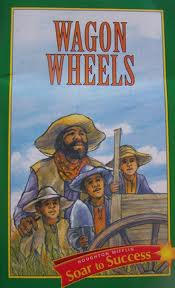 WAGON
WHEELS
HOUGHTON MIFFLIN
Soar to Success